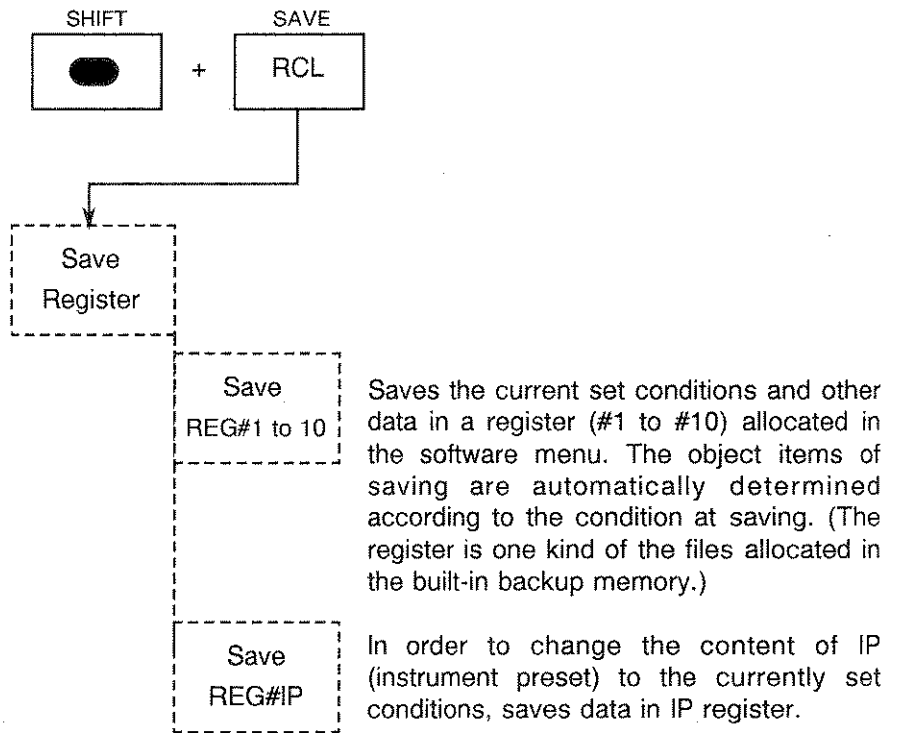 SHIFT SAVE
+ RCL
Save
Register
Save
REG#1 to 10
Saves the current set conditions and other
data in a register (#1 to #10) allocated in
the software menu. The object items of
saving are automatically determined
according to the condition at saving. (The
register is one kind of the files allocated in
the built-in backup memory.)
Save
REG#IP
In order to change the content of IP
(instrument preset) to the currently set
conditions, saves data in IP register.